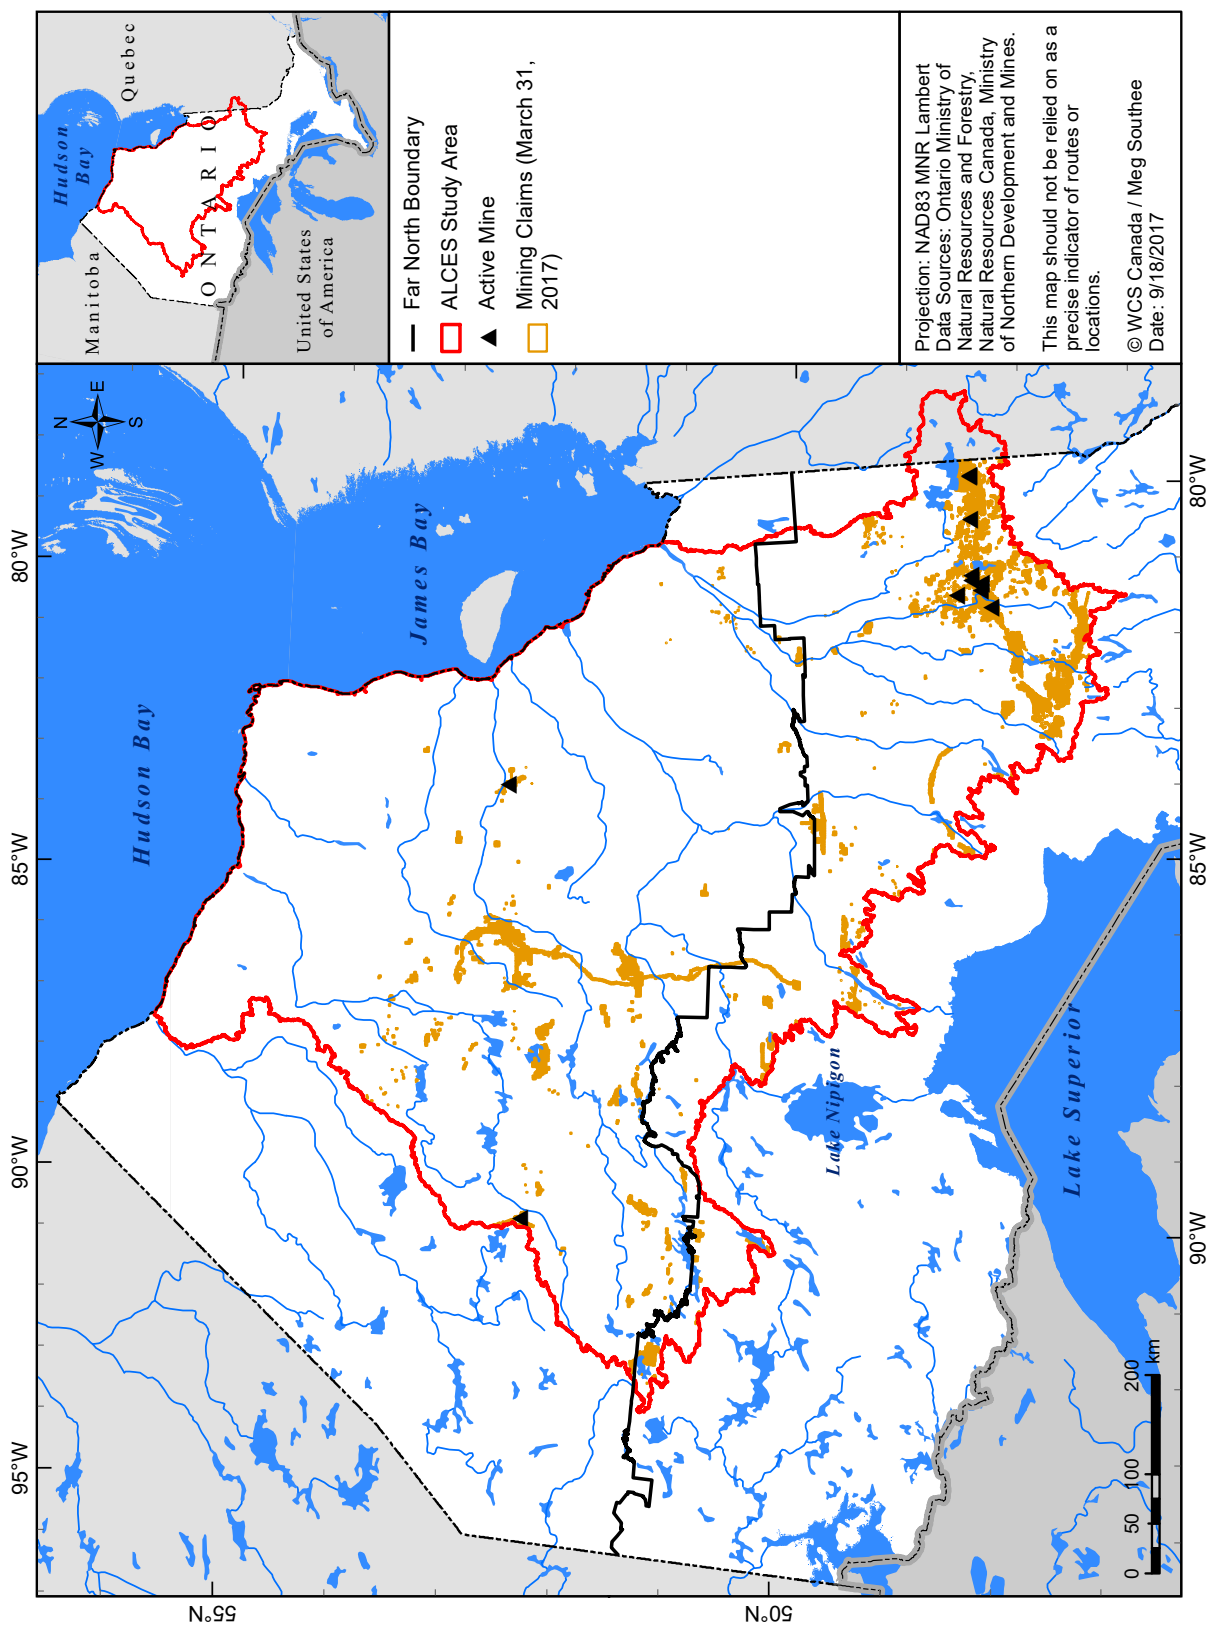 95°W
90°W
85°W
80°W
55°N
50°N
Hudson Bay
James Bay
Lake Nipigon
Lake Superior
N
W
E
S
0
50
100
200
km
90°W
85°W
80°W
Manitoba
Hudson
Bay
Quebec
ONTARIO
United States
of America
Far North Boundary
ALCES Study Area
Active Mine
Mining Claims (March 31,
2017)
Projection: NAD83 MNR Lambert
Data Sources: Ontario Ministry of
Natural Resources and Forestry,
Natural Resources Canada, Ministry
of Northern Development and Mines.
This map should not be relied on as a
precise indicator of routes or
locations.
© WCS Canada / Meg Southee
Date: 9/18/2017